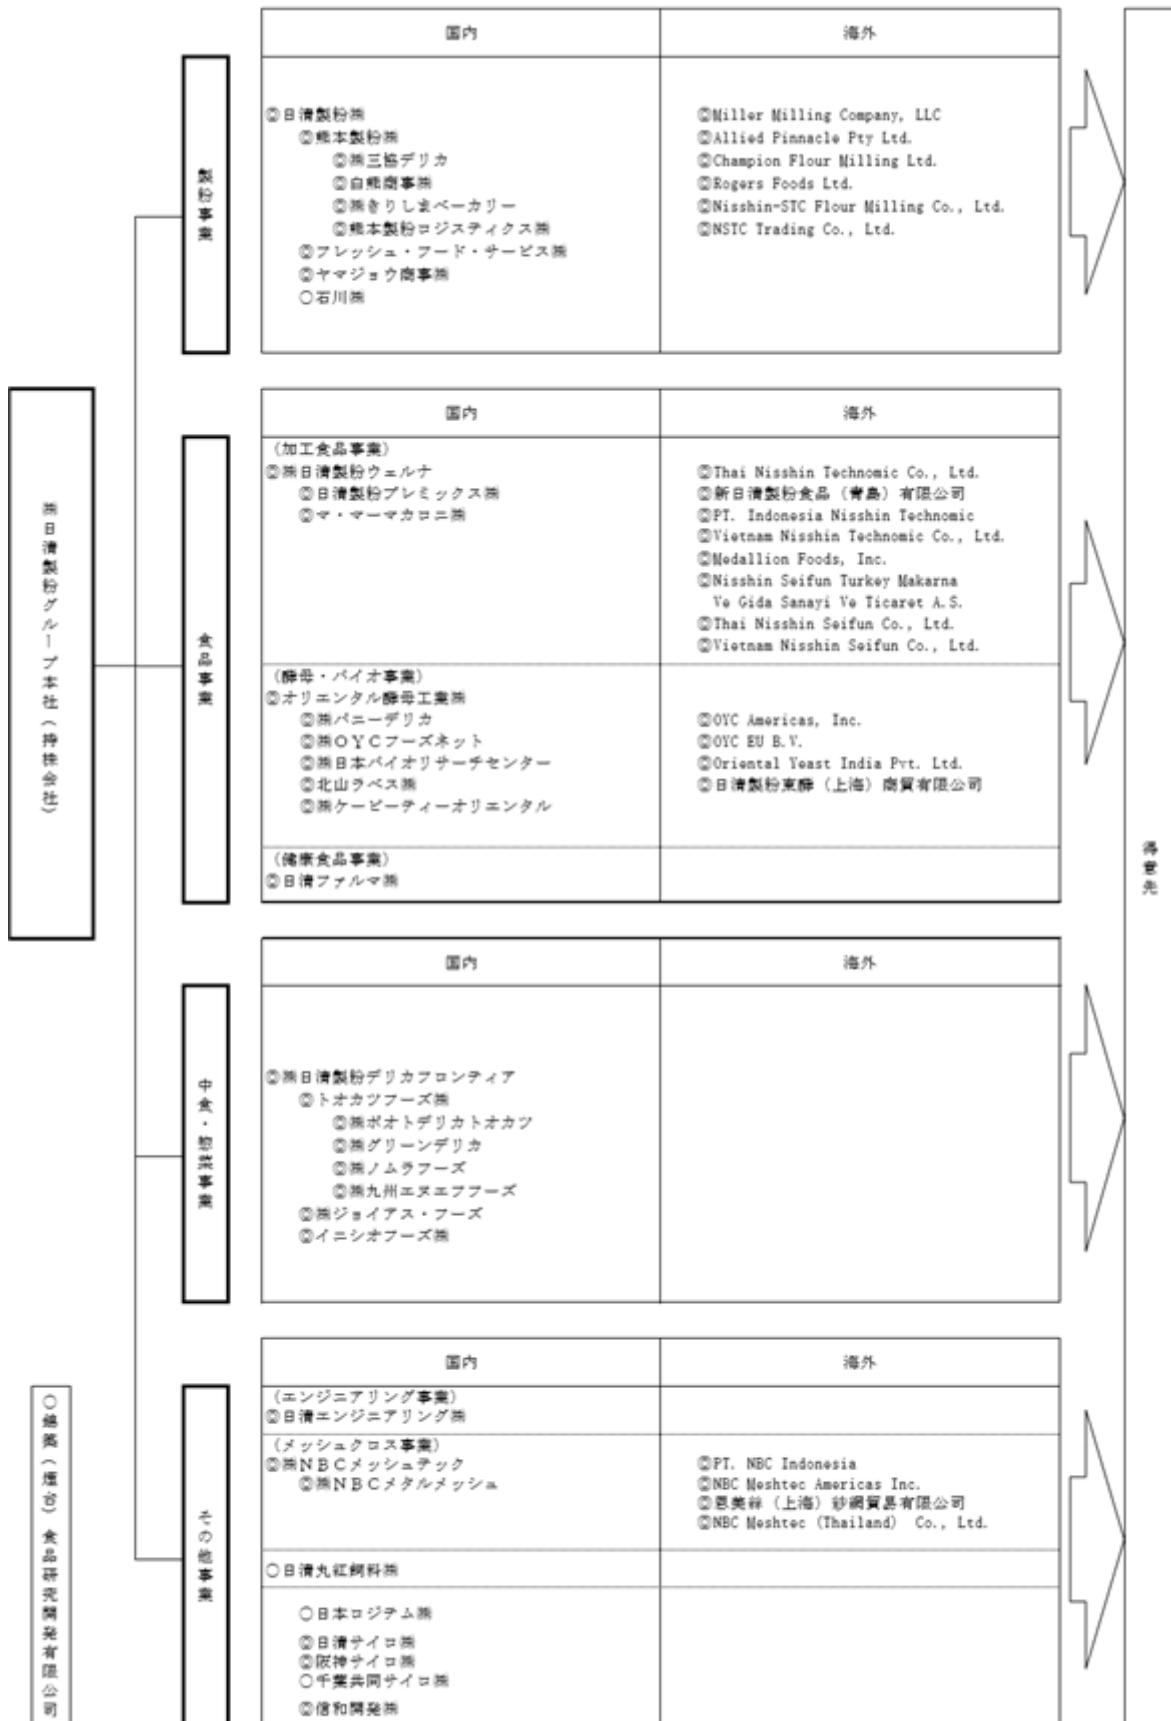 国内
海外
製粉事業
◎日清製粉㈱
◎熊本製粉㈱
◎㈱三協デリカ
◎白熊商事㈱
◎㈱きりしまベーカリー
◎熊本製粉ロジスティクス㈱
◎フレッシュ・フード・サービス㈱
◎ヤマジョウ商事㈱
○石川㈱
◎Miller Milling Company, LLC
◎Allied Pinnacle Pty Ltd.
◎Champion Flour Milling Ltd.
◎Rogers Foods Ltd.
◎Nisshin-STC Flour Milling Co., Ltd.
◎NSTC Trading Co., Ltd.
㈱日清製粉グループ本社（持株会社）
国内
海外
食品事業
（加工食品事業）
◎㈱日清製粉ウェルナ
◎日清製粉プレミックス㈱
◎マ・マーマカロニ㈱
◎Thai Nisshin Technomic Co., Ltd.
◎新日清製粉食品（青島）有限公司
◎PT. Indonesia Nisshin Technomic
◎Vietnam Nisshin Technomic Co., Ltd.
◎Medallion Foods, Inc.
◎Nisshin Seifun Turkey Makarna
Ve Gida Sanayi Ve Ticaret A.S.
◎Thai Nisshin Seifun Co., Ltd.
◎Vietnam Nisshin Seifun Co., Ltd.
（酵母・バイオ事業）
◎オリエンタル酵母工業㈱
◎㈱パニーデリカ
◎㈱ＯＹＣフーズネット
◎㈱日本バイオリサーチセンター
◎北山ラベス㈱
◎㈱ケービーティーオリエンタル
◎OYC Americas, Inc.
◎OYC EU B.V.
◎Oriental Yeast India Pvt. Ltd.
◎日清製粉東酵（上海）商貿有限公司
（健康食品事業）
◎日清ファルマ㈱
得意先
国内
海外
中食・惣菜事業
◎㈱日清製粉デリカフロンティア
◎トオカツフーズ㈱
◎㈱ポオトデリカトオカツ
◎㈱グリーンデリカ
◎㈱ノムラフーズ
◎㈱九州エヌエフフーズ
◎㈱ジョイアス・フーズ
◎イニシオフーズ㈱
国内
海外
その他事業
（エンジニアリング事業）
◎日清エンジニアリング㈱
（メッシュクロス事業）
◎㈱ＮＢＣメッシュテック
◎㈱ＮＢＣメタルメッシュ
◎PT. NBC Indonesia
◎NBC Meshtec Americas Inc.
◎恩美絲（上海）紗網貿易有限公司
◎NBC Meshtec (Thailand) Co., Ltd.
○日清丸紅飼料㈱
○日本ロジテム㈱
◎日清サイロ㈱
◎阪神サイロ㈱
○千葉共同サイロ㈱
◎信和開発㈱
（煙台）食品研究開発有限公司